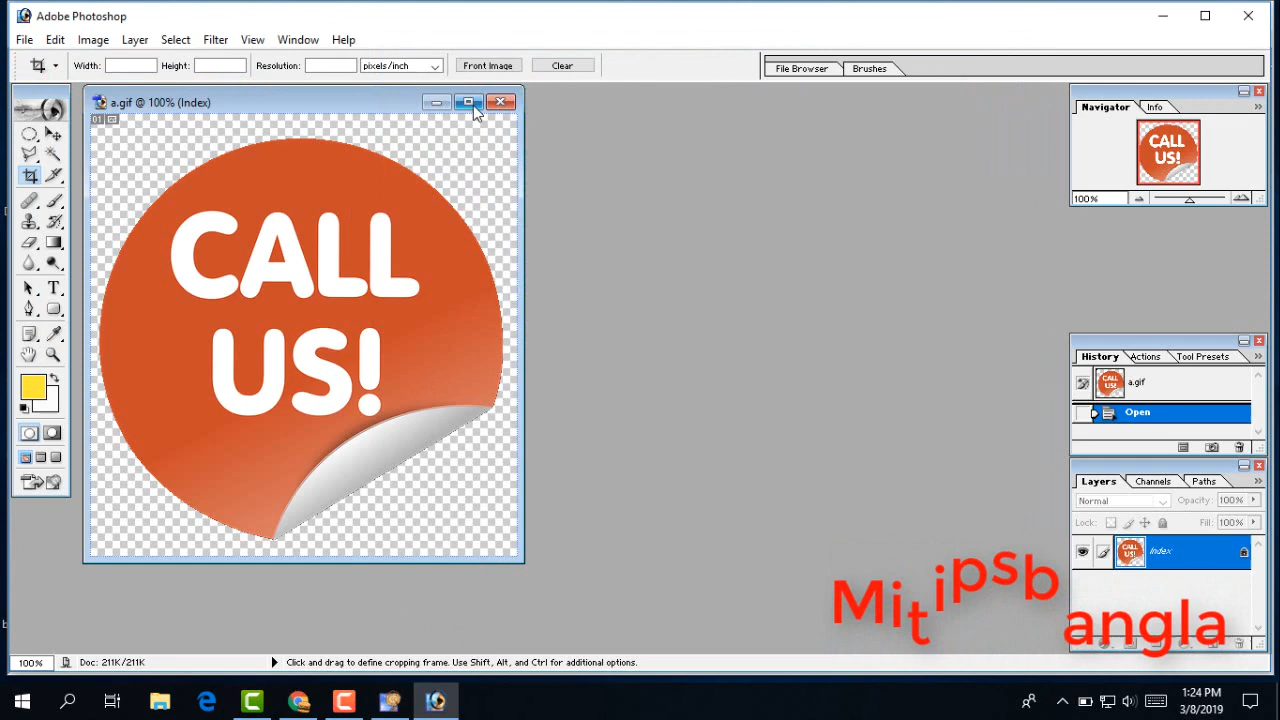 Adobe Photoshop
File Edit Image Layer Select Filter View Window Help
Width: Height: Resolution: pixels/inch Front Image Clear File Browser Brushes
a.gif @ 100% (Index)
01
CALL
US!
Navigator Info
CALL
US!
100%
History Actions Tool Presets
a.gif
Open
Layers Channels Paths
Normal Opacity: 100%
Lock: Fill: 100%
Index
Mitipsbangla
100% Doc: 211K/211K Click and drag to define cropping frame. Use Shift, Alt, and Ctrl for additional options.
1:24 PM
3/8/2019